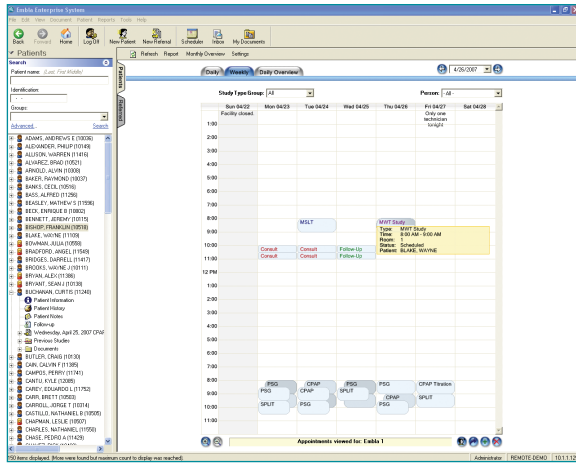 Embla Enterprise System
File Edit View Document Patient Reports Tools Help
Back Forward Home Log Off New Patient New Referral Scheduler Inbox My Documents
Patients
Refresh Report Monthly Overview Settings
Search
Patient name: (Last, First Middle)
Identification:
- -
Groups:
Advanced... Search
Patients
Referred
ADAMS, ANDREWS E (10036)
ALEXANDER, PHILIP (10149)
ALLISON, WARREN (11416)
ALVAREZ, BRAD (10521)
ARNOLD, ALVIN (10308)
BAKER, RAYMOND (10037)
BANKS, CECIL (10516)
BASS, ALFRED (11256)
BEASLEY, MATHEW S (11596)
BECK, ENRIQUE B (10802)
BENNETT, JEREMY (10115)
BISHOP, FRANKLIN (10518)
BLAKE, WAYNE (11109)
BOWMAN, JULIA (10559)
BRADFORD, ANGEL (11549)
BRIDGES, DARRELL (11417)
BROOKS, WAYNE J (10111)
BRYAN, ALEX (11386)
BRYANT, SEAN J (10136)
BUCHANAN, CURTIS (11240)
Patient Information
Patient History
Patient Notes
Follow-up
Wednesday, April 25, 2007 CPAP
Previous Studies
Documents
BUTLER, CRAIG (10130)
CAIN, CALVIN F (11385)
CAMPOS, PERRY (11741)
CANTU, KYLE (12085)
CAREY, EDUARDO L (11752)
CARR, BRETT (10503)
CARROLL, JORGE T (10314)
CASTILLO, NATHANIEL B (10505)
CHAPMAN, LESLIE (10507)
CHARLES, NATHANIEL (11550)
CHASE, PEDRO A (11429)
Daily Weekly Daily Overview
4/26/2007
Study Type Group: All Person: - All -
Sun 04/22 Mon 04/23 Tue 04/24 Wed 04/25 Thu 04/26 Fri 04/27 Sat 04/28
Facility closed Only one
technician
tonight
1:00
2:00
3:00
4:00
5:00
6:00
7:00
8:00
MSLT MWT Study
Type: MWT Study
Time: 8:00 AM - 9:00 AM
Room: 1
Status: Scheduled
Patient: BLAKE, WAYNE
9:00
10:00
Consult Consult Follow-Up
Consult Consult Follow-Up
11:00
12 PM
1:00
2:00
3:00
4:00
5:00
6:00
7:00
8:00
PSG CPAP PSG PSG CPAP Titration
PSG CPAP SPLIT
9:00
CPAP SPLIT
SPLIT PSG PSG
10:00
11:00
Appointments viewed for: Embla 1
150 items displayed. (More were found but maximum count to display was reached). Administrator REMOTE-DEMO